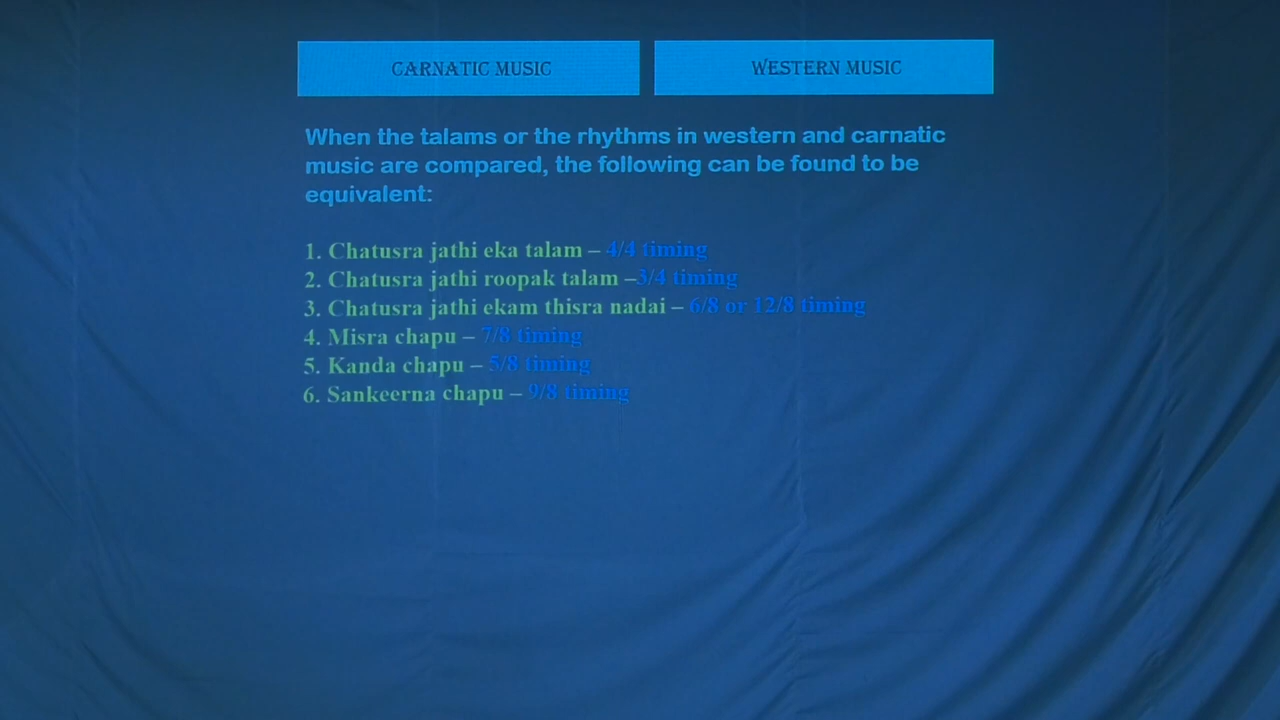 CARNATIC MUSIC
WESTERN MUSIC
When the talams or the rhythms in western and carnatic
music are compared, the following can be found to be
equivalent:
1. Chatusra jathi eka talam – 4/4 timing
2. Chatusra jathi roopak talam –3/4 timing
3. Chatusra jathi ekam thisra nadai – 6/8 or 12/8 timing
4. Misra chapu – 7/8 timing
5. Kanda chapu – 5/8 timing
6. Sankeerna chapu – 9/8 timing